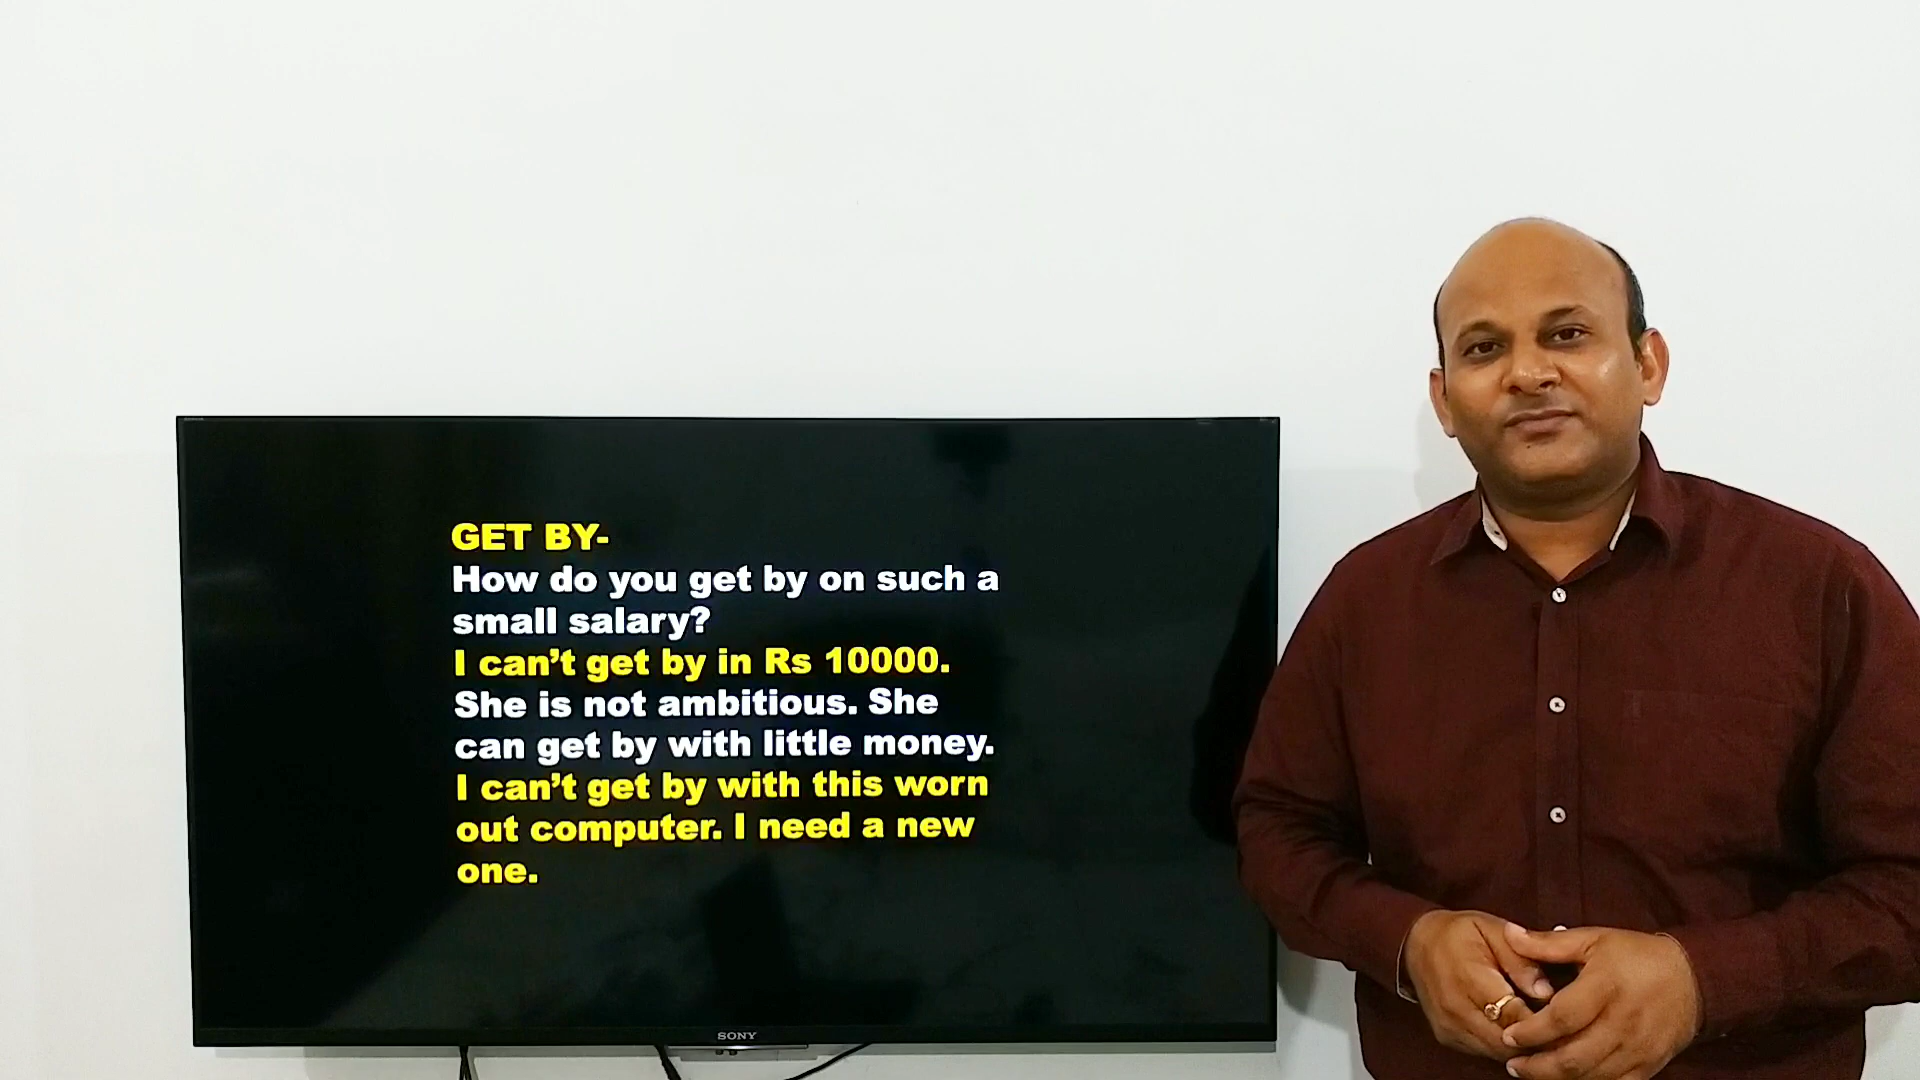 GET BY-
How do you get by on such a
small salary?
I can't get by in Rs 10000.
She is not ambitious. She
can get by with little money.
I can't get by with this worn
out computer. I need a new
one.
SONY